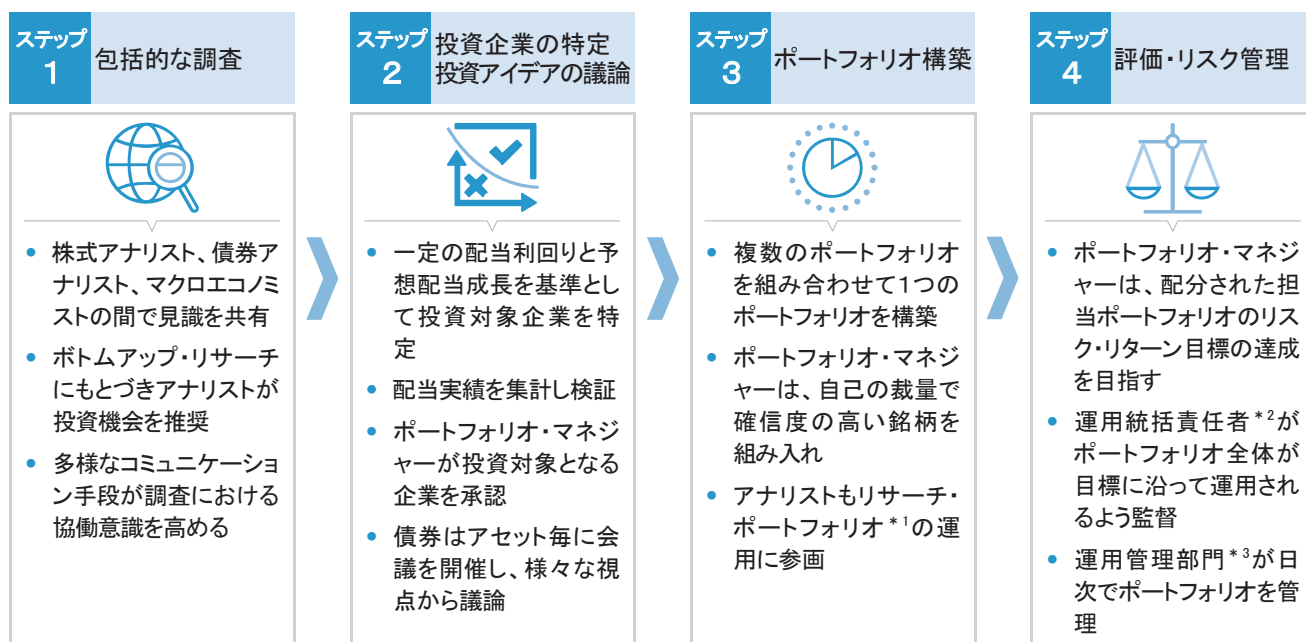 ステップ
1
包括的な調査
• 株式アナリスト、債券ア
ナリスト、マクロエコノミ
ストの間で見識を共有
• ボトムアップ・リサーチ
にもとづきアナリストが
投資機会を推奨
• 多様なコミュニケーショ
ン手段が調査における
協働意識を高める
ステップ
2
投資企業の特定
投資アイデアの議論
• 一定の配当利回りと予
想配当成長を基準とし
て投資対象企業を特
定
• 配当実績を集計し検証
• ポートフォリオ・マネジ
ャーが投資対象となる
企業を承認
• 債券はアセット毎に会
議を開催し、様々な視
点から議論
ステップ
3
ポートフォリオ構築
• 複数のポートフォリオ
を組み合わせて1つの
ポートフォリオを構築
• ポートフォリオ・マネジ
ャーは、自己の裁量で
確信度の高い銘柄を
組み入れ
• アナリストもリサーチ・
ポートフォリオ*1の運
用に参画
ステップ
4
評価・リスク管理
• ポートフォリオ・マネジ
ャーは、配分された担
当ポートフォリオのリス
ク・リターン目標の達成
を目指す
• 運用統括責任者*2が
ポートフォリオ全体が
目標に沿って運用され
るよう監督
• 運用管理部門*3が日
次でポートフォリオを管
理